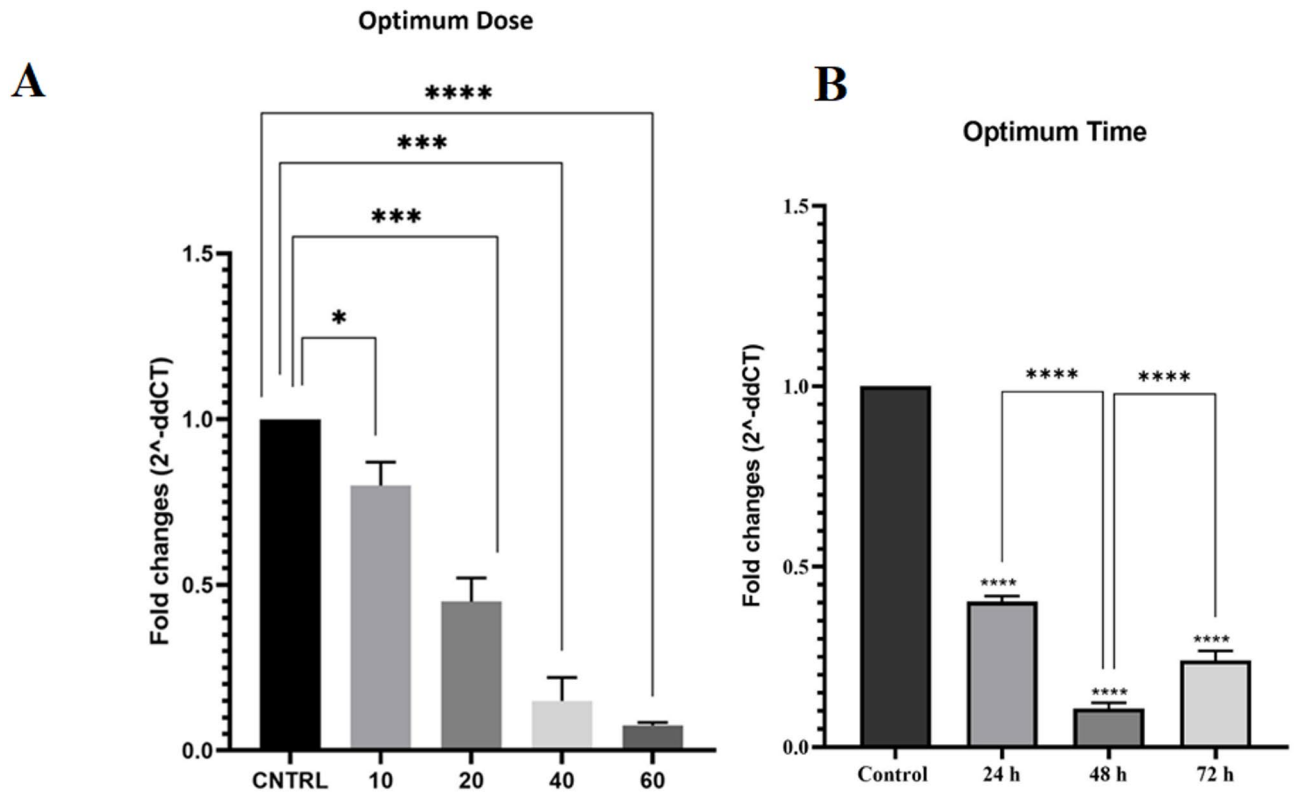 Optimum Dose
A
****
***
***
*
Fold changes (2^-ddCT)
1.5
1.0
0.5
0.0
CNTRL 10 20 40 60
B
Optimum Time
Fold changes (2^-ddCT)
1.5
1.0
0.5
0.0
**** ****
****
****
****
Control 24 h 48 h 72 h